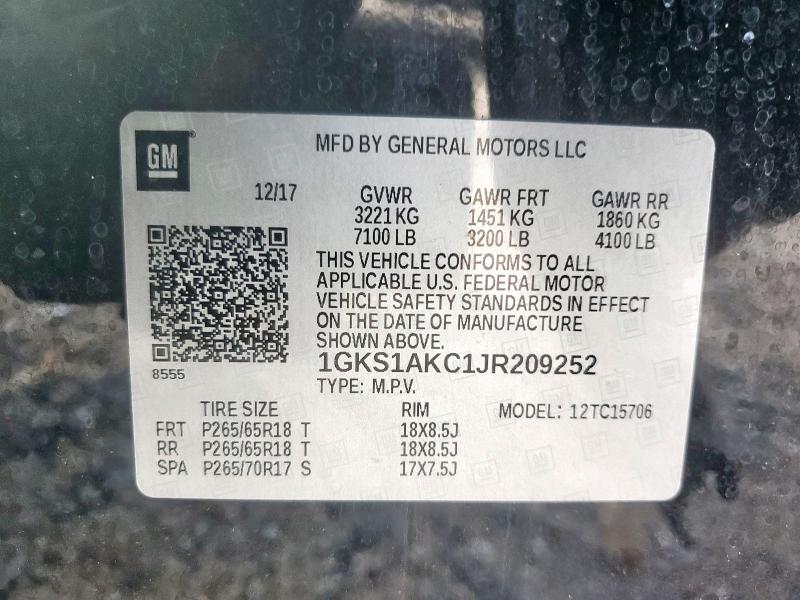 GM
MFD BY GENERAL MOTORS LLC
12/17 GVWR GAWR FRT GAWR RR
3221 KG 1451 KG 1860 KG
7100 LB 3200 LB 4100 LB
THIS VEHICLE CONFORMS TO ALL
APPLICABLE U.S. FEDERAL MOTOR
VEHICLE SAFETY STANDARDS IN EFFECT
ON THE DATE OF MANUFACTURE
SHOWN ABOVE.
8555
1GKS1AKC1JR209252
TYPE: M.P.V.
TIRE SIZE RIM MODEL: 12TC15706
FRT P265/65R18 T 18X8.5J
RR P265/65R18 T 18X8.5J
SPA P265/70R17 S 17X7.5J